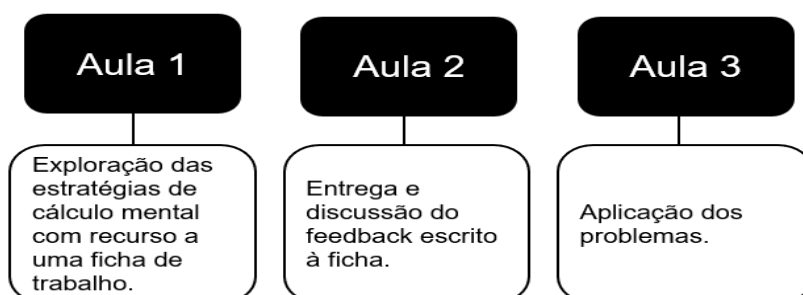 Aula 1
Exploração das
estratégias de
cálculo mental
com recurso a
uma ficha de
trabalho.
Aula 2
Entrega e
discussão do
feedback escrito
à ficha.
Aula 3
Aplicação dos
problemas.